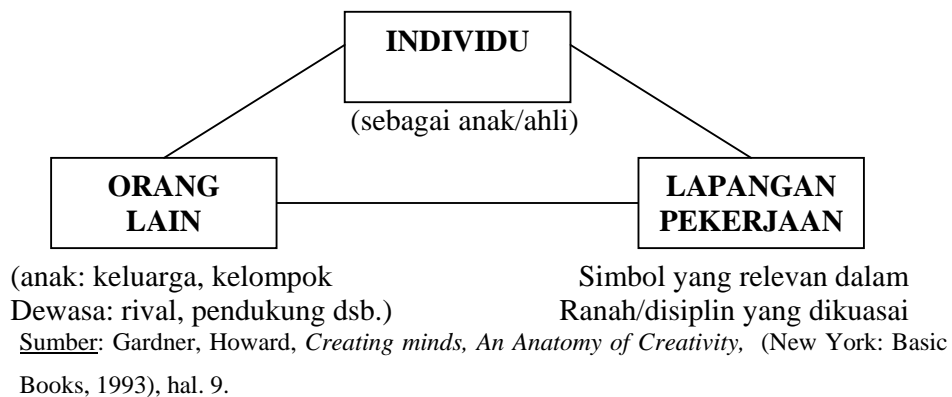 INDIVIDU
(sebagai anak/ahli)
ORANG
LAIN
LAPANGAN
PEKERJAAN
(anak: keluarga, kelompok
Dewasa: rival, pendukung dsb.)
Simbol yang relevan dalam
Ranah/disiplin yang dikuasai
Sumber: Gardner, Howard, Creating minds, An Anatomy of Creativity, (New York: Basic
Books, 1993), hal. 9.